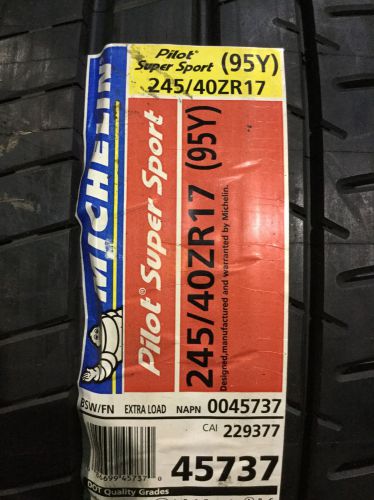 Pilot®
Super Sport (95Y)
245/40ZR17
MICHELIN
Pilot® Super Sport
245/40ZR17 (95Y)
Designed, manufactured and warranted by Michelin.
BSW/FN EXTRA LOAD NAPN 0045737
CAI 229377
45737
DOT Quality Grades